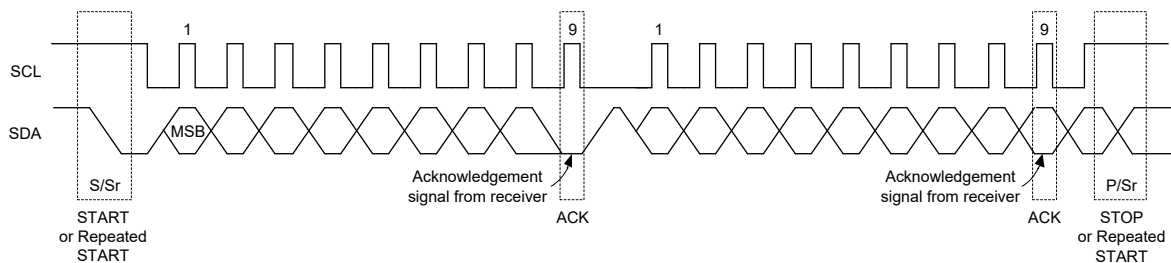 1
9
1
9
SCL
SDA
MSB
S/Sr
Acknowledgement
signal from receiver
Acknowledgement
signal from receiver
P/Sr
START
or Repeated
START
ACK
ACK
STOP
or Repeated
START